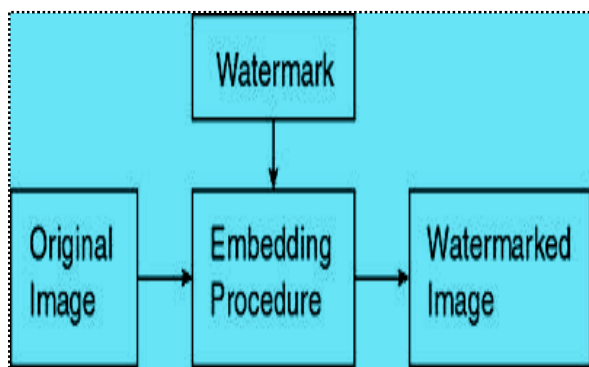 Watermark
Original
Image
Embedding
Procedure
Watermarked
Image